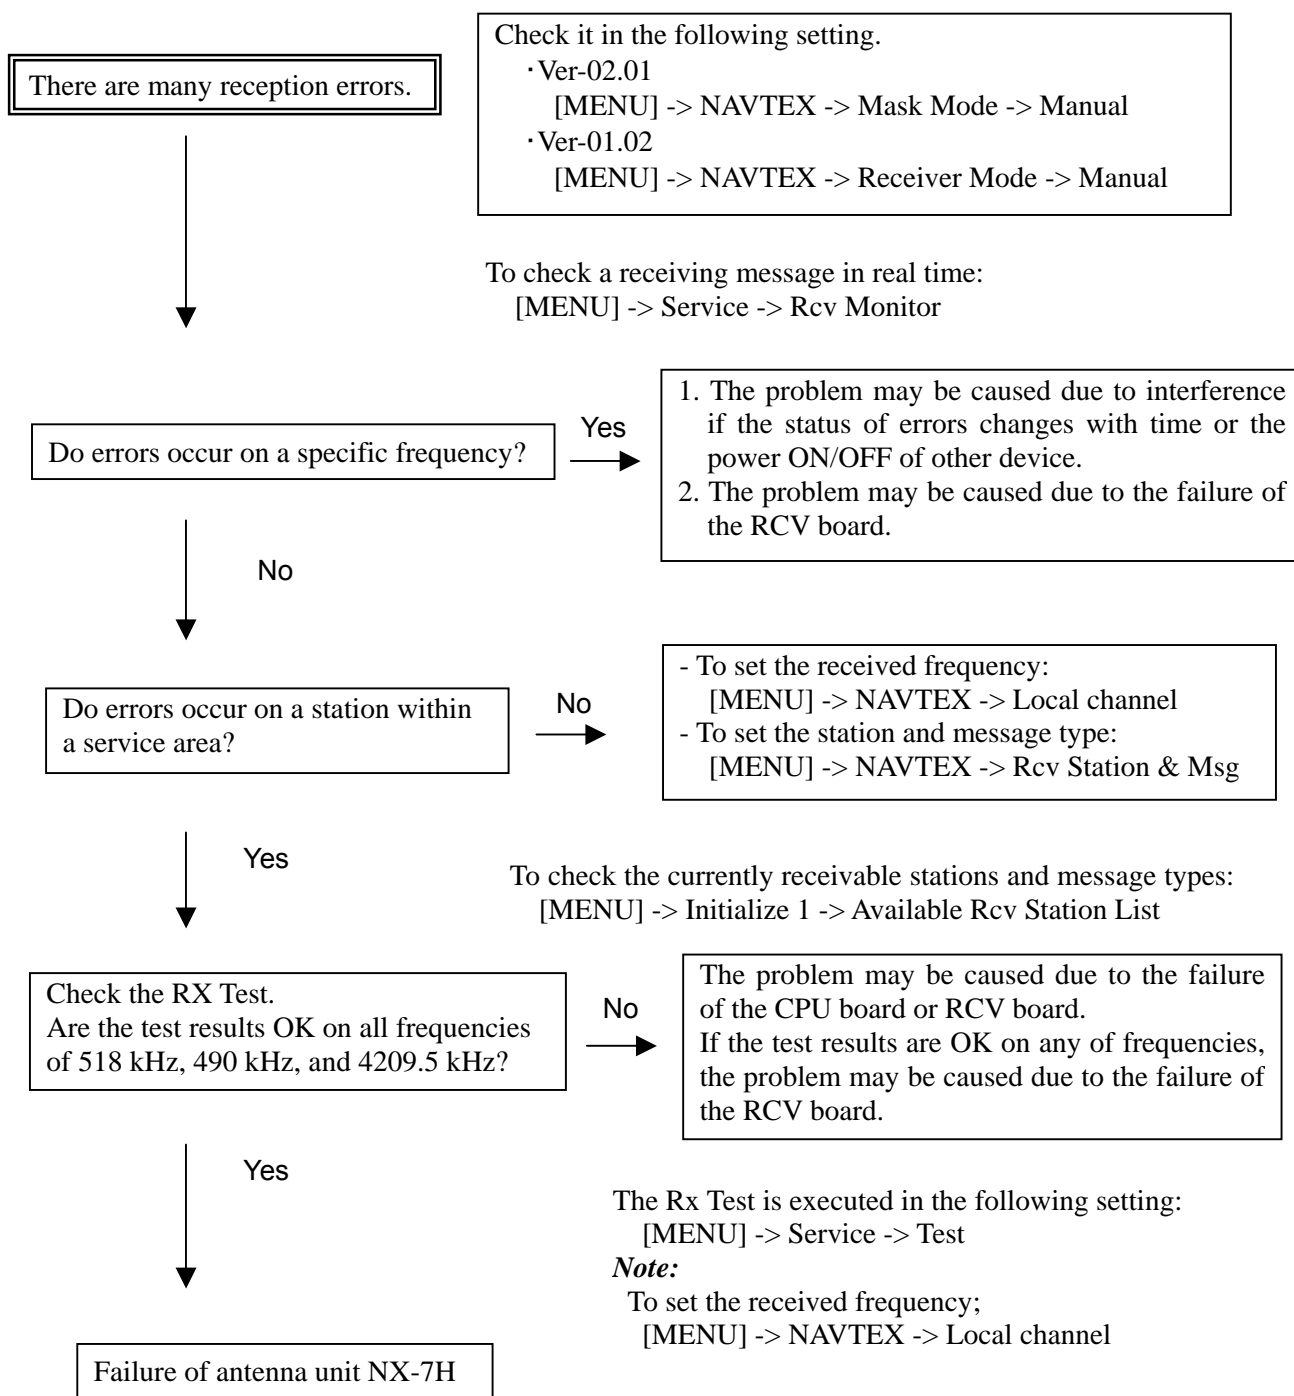 There are many reception errors.
Check it in the following setting.
・Ver-02.01
[MENU] -> NAVTEX -> Mask Mode -> Manual
・Ver-01.02
[MENU] -> NAVTEX -> Receiver Mode -> Manual
To check a receiving message in real time:
[MENU] -> Service -> Rcv Monitor
Do errors occur on a specific frequency?
Yes
1. The problem may be caused due to interference
if the status of errors changes with time or the
power ON/OFF of other device.
2. The problem may be caused due to the failure of
the RCV board.
No
Do errors occur on a station within
a service area?
No
- To set the received frequency:
[MENU] -> NAVTEX -> Local channel
- To set the station and message type:
[MENU] -> NAVTEX -> Rcv Station & Msg
Yes
To check the currently receivable stations and message types:
[MENU] -> Initialize 1 -> Available Rcv Station List
Check the RX Test.
Are the test results OK on all frequencies
of 518 kHz, 490 kHz, and 4209.5 kHz?
No
The problem may be caused due to the failure
of the CPU board or RCV board.
If the test results are OK on any of frequencies,
the problem may be caused due to the failure of
the RCV board.
Yes
The Rx Test is executed in the following setting:
[MENU] -> Service -> Test
Note:
To set the received frequency;
[MENU] -> NAVTEX -> Local channel
Failure of antenna unit NX-7H